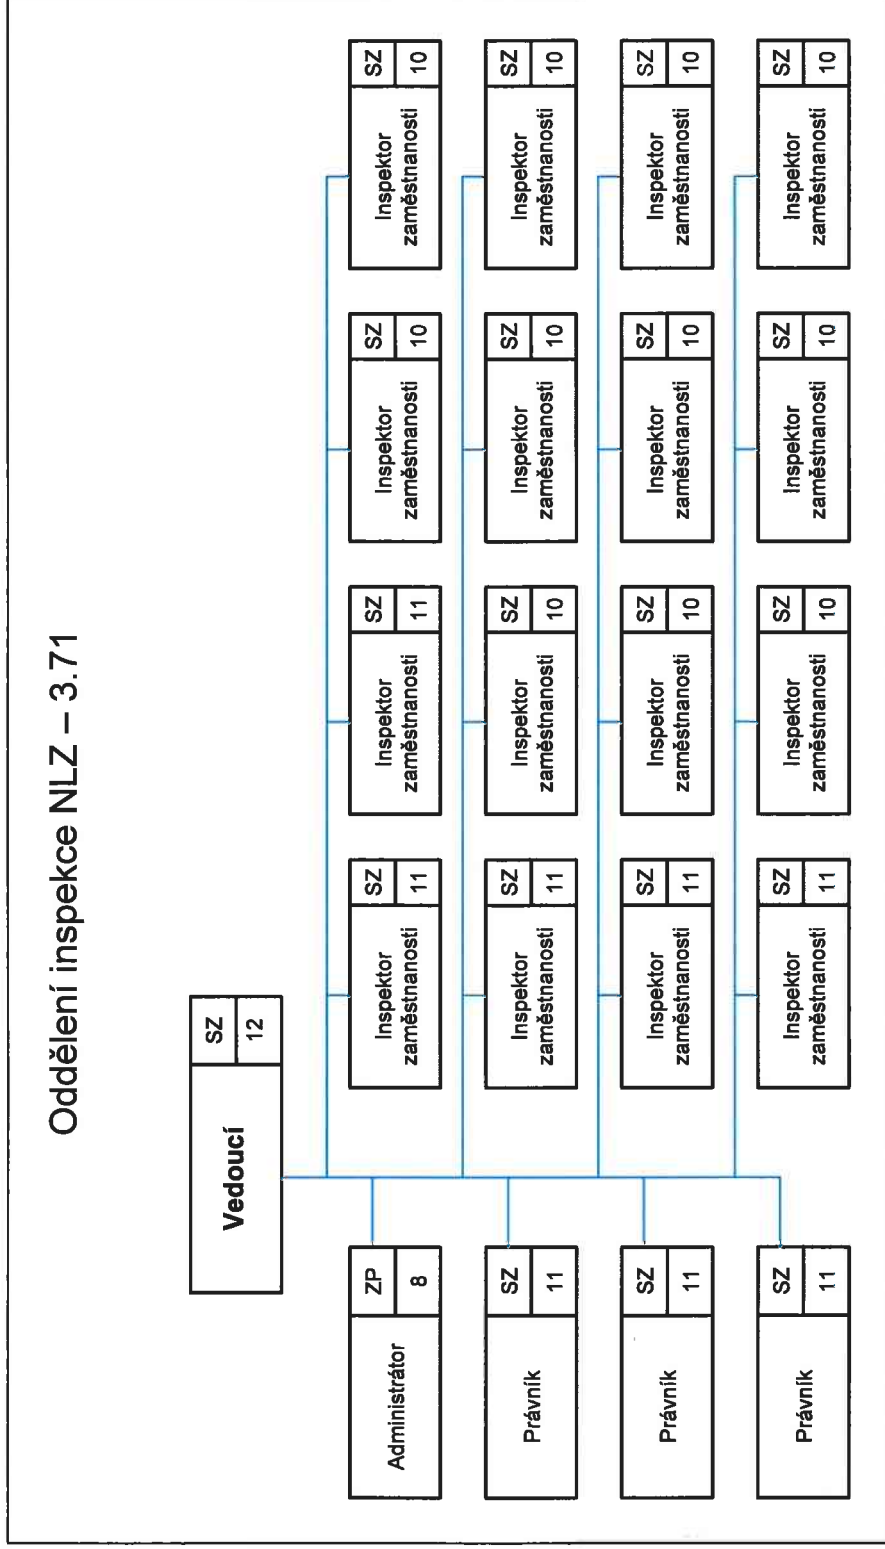 Oddělení inspekce NLZ – 3.71
Vedoucí
SZ
12
Administrátor
ZP
8
Inspektor
zaměstnanosti
SZ
11
Inspektor
zaměstnanosti
SZ
11
Inspektor
zaměstnanosti
SZ
10
Inspektor
zaměstnanosti
SZ
10
Právník
SZ
11
Inspektor
zaměstnanosti
SZ
11
Inspektor
zaměstnanosti
SZ
10
Inspektor
zaměstnanosti
SZ
10
Inspektor
zaměstnanosti
SZ
10
Právník
SZ
11
Inspektor
zaměstnanosti
SZ
11
Inspektor
zaměstnanosti
SZ
10
Inspektor
zaměstnanosti
SZ
10
Inspektor
zaměstnanosti
SZ
10
Právník
SZ
11
Inspektor
zaměstnanosti
SZ
11
Inspektor
zaměstnanosti
SZ
10
Inspektor
zaměstnanosti
SZ
10
Inspektor
zaměstnanosti
SZ
10